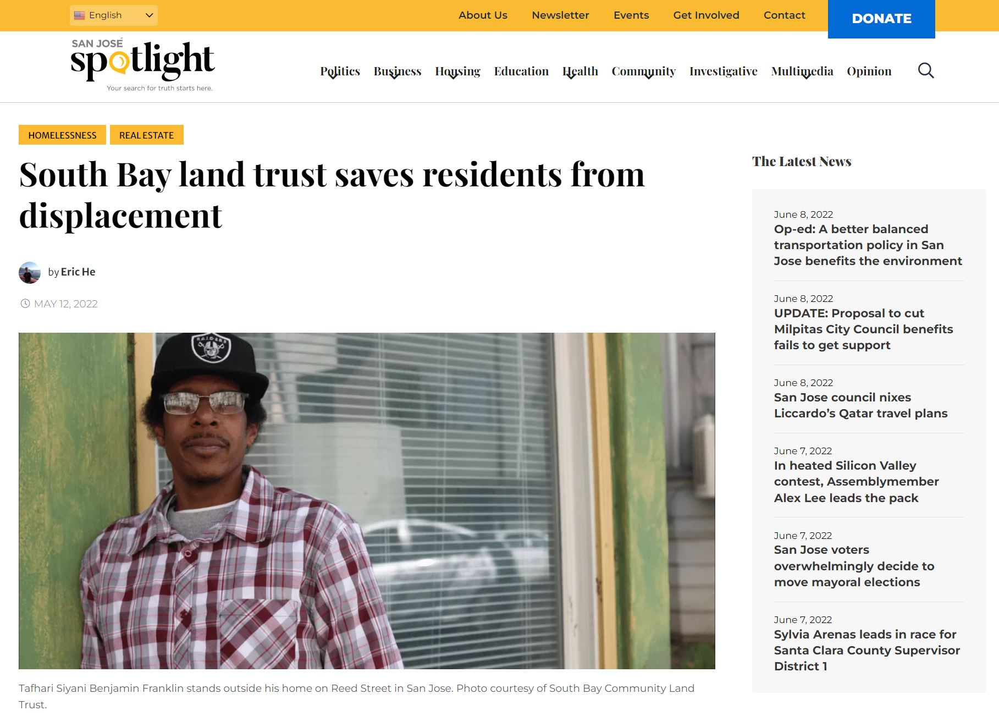 English
About Us
Newsletter
Events
Get Involved
Contact
DONATE
SAN JOSÉ
spotlight
Your search for truth starts here.
Politics
Business
Housing
Education
Health
Community
Investigative
Multimedia
Opinion
HOMELESSNESS
REAL ESTATE
South Bay land trust saves residents from
displacement
by Eric He
MAY 12, 2022
RAIDERS
Tafhari Siyani Benjamin Franklin stands outside his home on Reed Street in San Jose. Photo courtesy of South Bay Community Land
Trust.
The Latest News
June 8, 2022
Op-ed: A better balanced
transportation policy in San
Jose benefits the environment
June 8, 2022
UPDATE: Proposal to cut
Milpitas City Council benefits
fails to get support
June 8, 2022
San Jose council nixes
Liccardo’s Qatar travel plans
June 7, 2022
In heated Silicon Valley
contest, Assemblymember
Alex Lee leads the pack
June 7, 2022
San Jose voters
overwhelmingly decide to
move mayoral elections
June 7, 2022
Sylvia Arenas leads in race for
Santa Clara County Supervisor
District 1